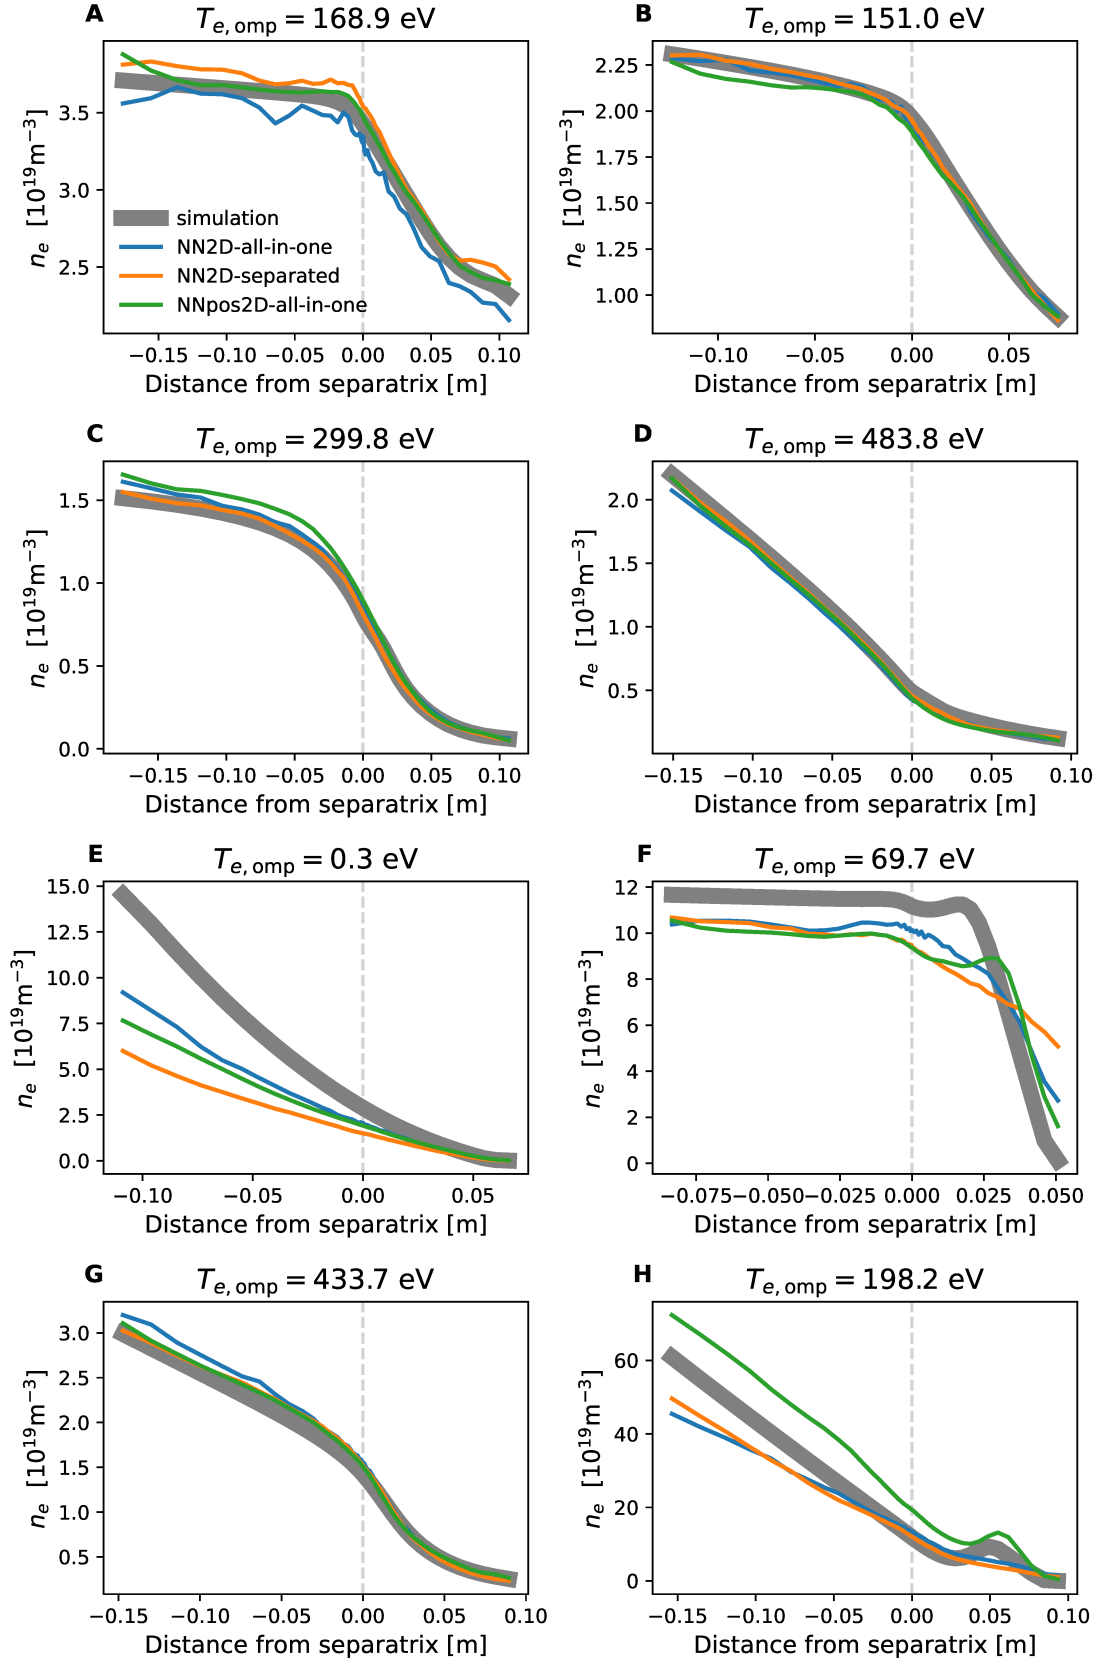 A
T_e, omp = 168.9 eV
3.5
3.0
2.5
n_e [10^19 m^−3]
simulation
NN2D-all-in-one
NN2D-separated
NNpos2D-all-in-one
−0.15 −0.10 −0.05 0.00 0.05 0.10
Distance from separatrix [m]
B
T_e, omp = 151.0 eV
2.25
2.00
1.75
1.50
1.25
1.00
n_e [10^19 m^−3]
−0.10 −0.05 0.00 0.05
Distance from separatrix [m]
C
T_e, omp = 299.8 eV
1.5
1.0
0.5
0.0
n_e [10^19 m^−3]
−0.15 −0.10 −0.05 0.00 0.05 0.10
Distance from separatrix [m]
D
T_e, omp = 483.8 eV
2.0
1.5
1.0
0.5
n_e [10^19 m^−3]
−0.15 −0.10 −0.05 0.00 0.05 0.10
Distance from separatrix [m]
E
T_e, omp = 0.3 eV
15.0
12.5
10.0
7.5
5.0
2.5
0.0
n_e [10^19 m^−3]
−0.10 −0.05 0.00 0.05
Distance from separatrix [m]
F
T_e, omp = 69.7 eV
12
10
8
6
4
2
0
n_e [10^19 m^−3]
−0.075 −0.050 −0.025 0.000 0.025 0.050
Distance from separatrix [m]
G
T_e, omp = 433.7 eV
3.0
2.5
2.0
1.5
1.0
0.5
n_e [10^19 m^−3]
−0.15 −0.10 −0.05 0.00 0.05 0.10
Distance from separatrix [m]
H
T_e, omp = 198.2 eV
60
40
20
0
n_e [10^19 m^−3]
−0.15 −0.10 −0.05 0.00 0.05 0.10
Distance from separatrix [m]